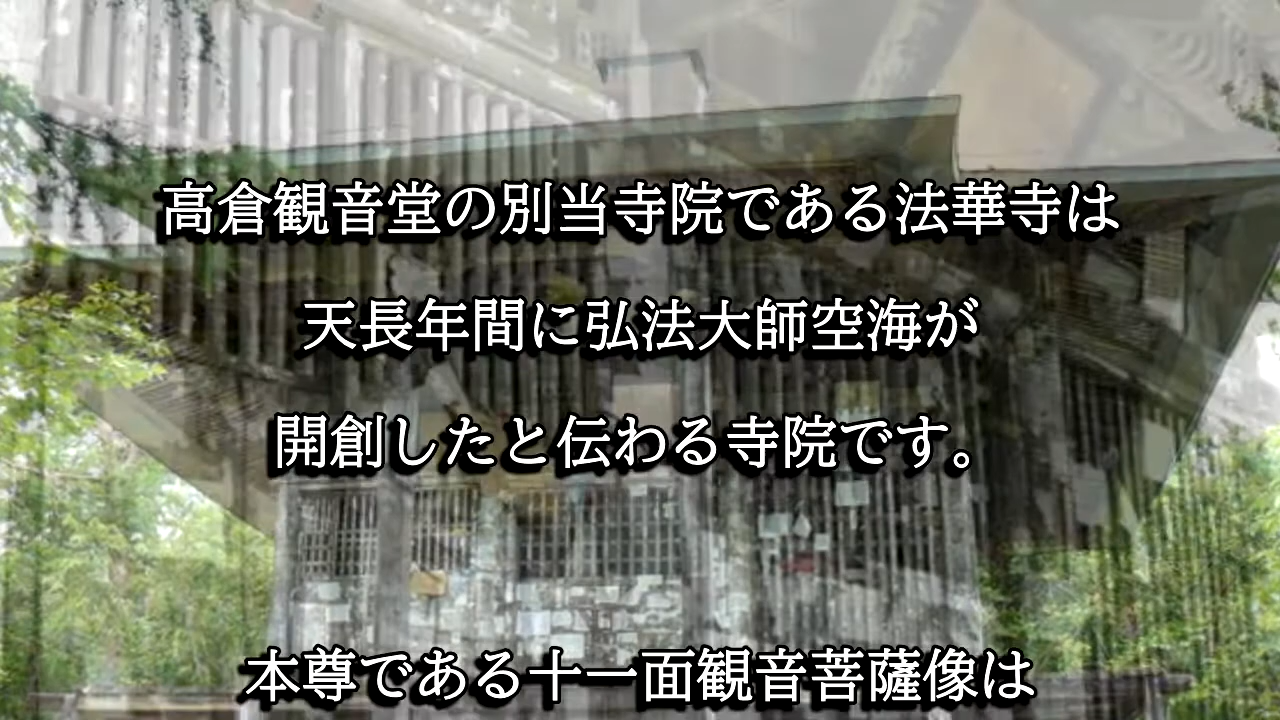 高倉観音堂の別当寺院である法華寺は
天長年間に弘法大師空海が
開創したと伝わる寺院です。
本尊である十一面観音菩薩像は